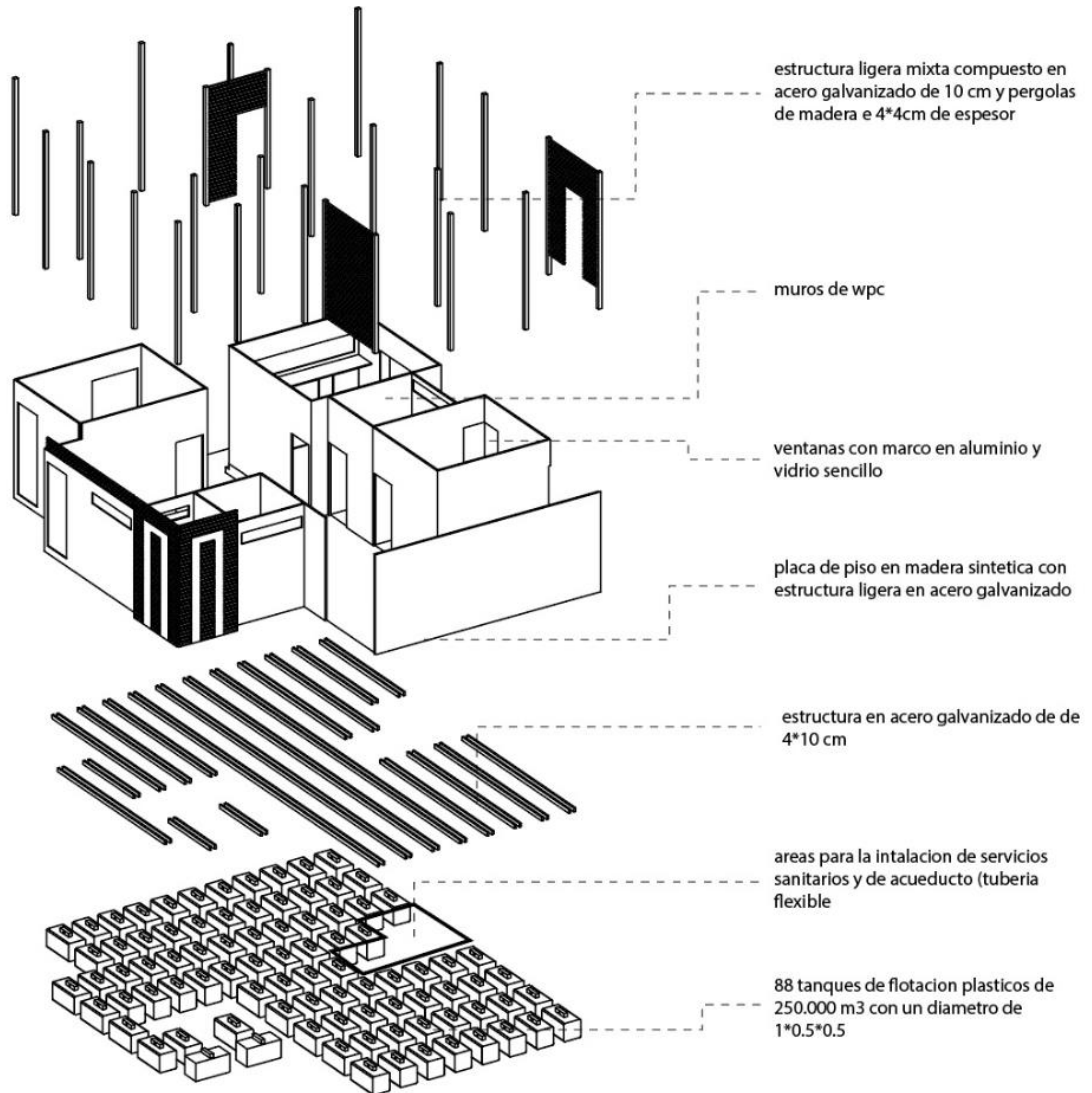 estructura ligera mixta compuesto en
acero galvanizado de 10 cm y pergolas
de madera e 4*4cm de espesor
muros de wpc
ventanas con marco en aluminio y
vidrio sencillo
placa de piso en madera sintetica con
estructura ligera en acero galvanizado
estructura en acero galvanizado de de
4*10 cm
areas para la intalacion de servicios
sanitarios y de acueducto (tuberia
flexible
88 tanques de flotacion plasticos de
250.000 m3 con un diametro de
1*0.5*0.5